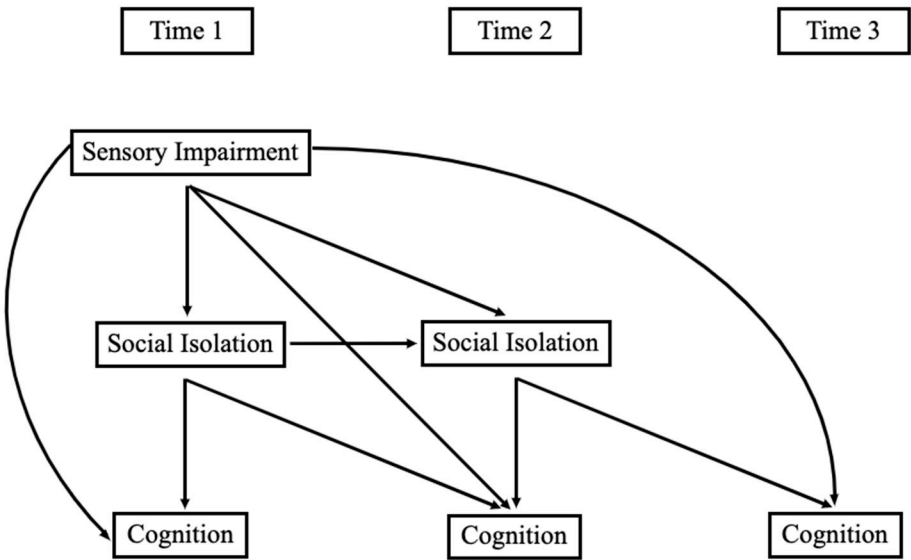 Time 1
Time 2
Time 3
Sensory Impairment
Social Isolation
Social Isolation
Cognition
Cognition
Cognition